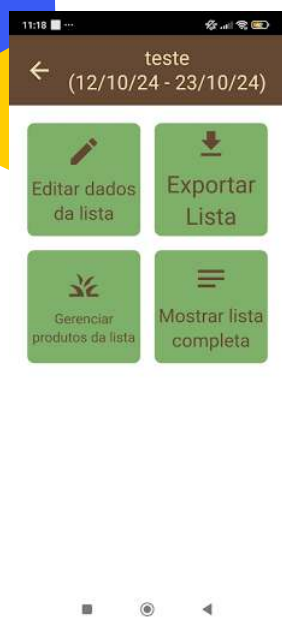 11:18
teste
(12/10/24 - 23/10/24)
Editar dados
da lista
Exportar
Lista
Gerenciar
produtos da lista
Mostrar lista
completa